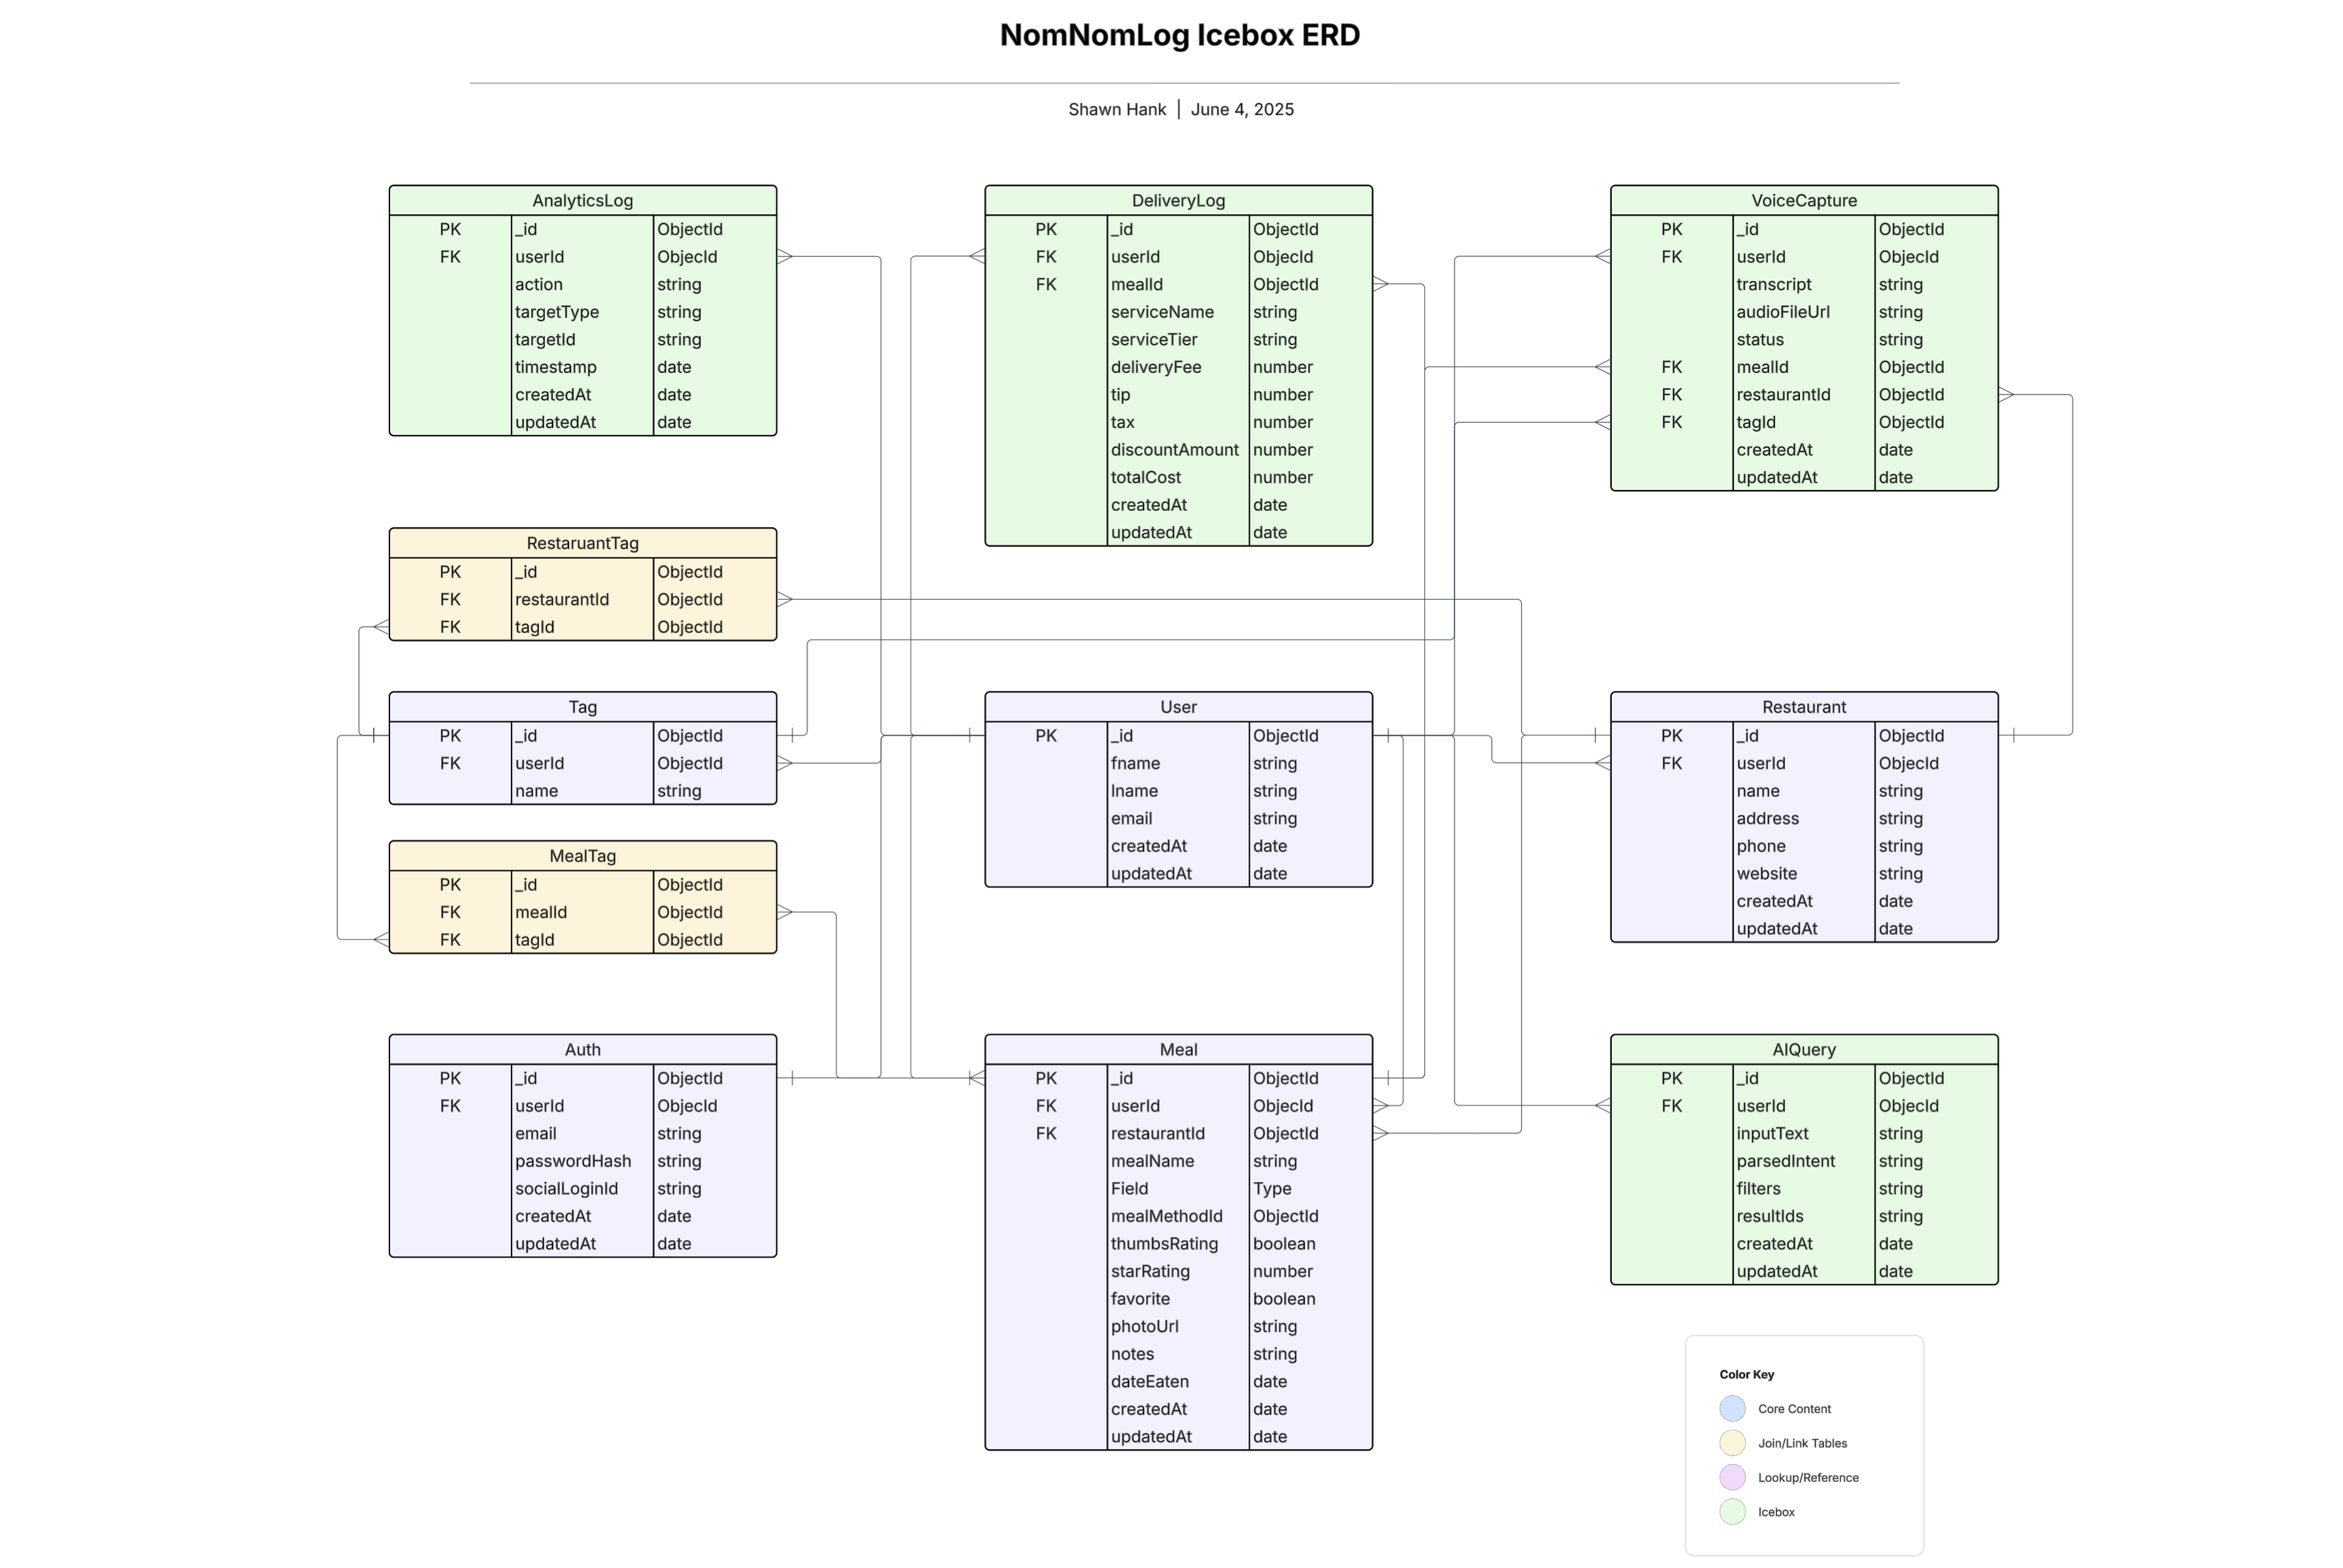 NomNomLog Icebox ERD
Shawn Hank | June 4, 2025
AnalyticsLog
PK _id ObjectId
FK userId ObjecId
action string
targetType string
targetId string
timestamp date
createdAt date
updatedAt date
DeliveryLog
PK _id ObjectId
FK userId ObjecId
FK mealId ObjectId
serviceName string
serviceTier string
deliveryFee number
tip number
tax number
discountAmount number
totalCost number
createdAt date
updatedAt date
VoiceCapture
PK _id ObjectId
FK userId ObjecId
transcript string
audioFileUrl string
status string
FK mealId ObjectId
FK restaurantId ObjectId
FK tagId ObjectId
createdAt date
updatedAt date
RestaruantTag
PK _id ObjectId
FK restaurantId ObjectId
FK tagId ObjectId
Tag
PK _id ObjectId
FK userId ObjectId
name string
User
PK _id ObjectId
fname string
lname string
email string
createdAt date
updatedAt date
Restaurant
PK _id ObjectId
FK userId ObjecId
name string
address string
phone string
website string
createdAt date
updatedAt date
MealTag
PK _id ObjectId
FK mealId ObjectId
FK tagId ObjectId
Auth
PK _id ObjectId
FK userId ObjecId
email string
passwordHash string
socialLoginId string
createdAt date
updatedAt date
Meal
PK _id ObjectId
FK userId ObjecId
FK restaurantId ObjectId
mealName string
Field Type
mealMethodId ObjectId
thumbsRating boolean
starRating number
favorite boolean
photoUrl string
notes string
dateEaten date
createdAt date
updatedAt date
AIQuery
PK _id ObjectId
FK userId ObjecId
inputText string
parsedIntent string
filters string
resultIds string
createdAt date
updatedAt date
Color Key
Core Content
Join/Link Tables
Lookup/Reference
Icebox